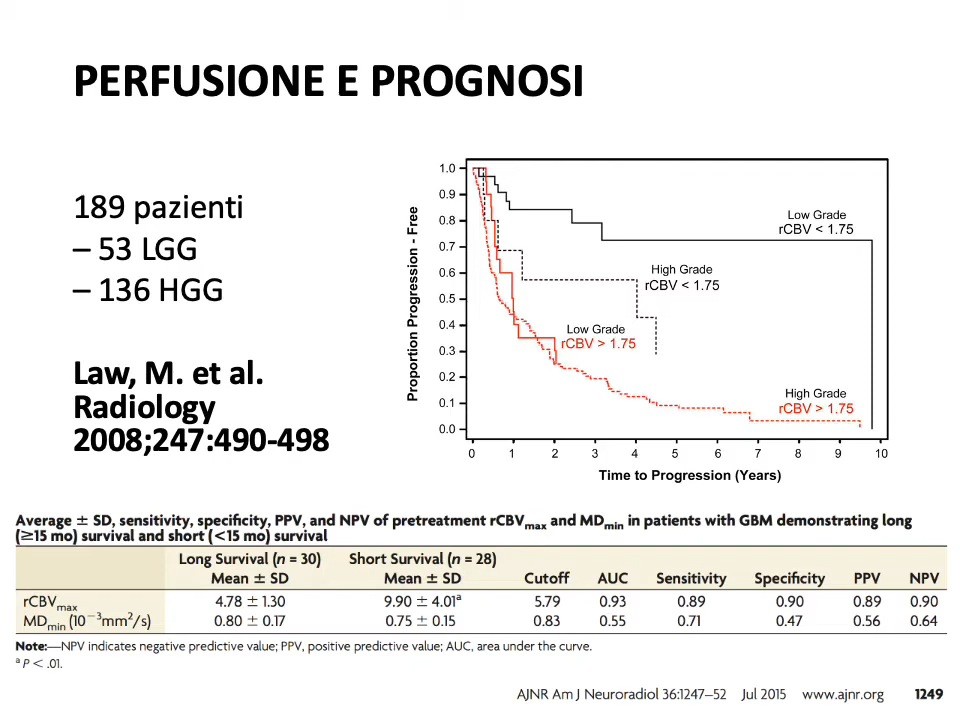 PERFUSIONE E PROGNOSI
189 pazienti
– 53 LGG
– 136 HGG
Law, M. et al.
Radiology
2008;247:490-498
Proportion Progression - Free
1.0
0.9
0.8
0.7
0.6
0.5
0.4
0.3
0.2
0.1
0.0
Low Grade
rCBV < 1.75
High Grade
rCBV < 1.75
Low Grade
rCBV > 1.75
High Grade
rCBV > 1.75
0 1 2 3 4 5 6 7 8 9 10
Time to Progression (Years)
Average ± SD, sensitivity, specificity, PPV, and NPV of pretreatment rCBVmax and MDmin in patients with GBM demonstrating long
(≥15 mo) survival and short (<15 mo) survival
Long Survival (n = 30) Short Survival (n = 28)
Mean ± SD Mean ± SD Cutoff AUC Sensitivity Specificity PPV NPV
rCBVmax 4.78 ± 1.30 9.90 ± 4.01a 5.79 0.93 0.89 0.90 0.89 0.90
MDmin (10−3mm2/s) 0.80 ± 0.17 0.75 ± 0.15 0.83 0.55 0.71 0.47 0.56 0.64
Note:—NPV indicates negative predictive value; PPV, positive predictive value; AUC, area under the curve.
a P < .01.
AJNR Am J Neuroradiol 36:1247–52 Jul 2015 www.ajnr.org 1249